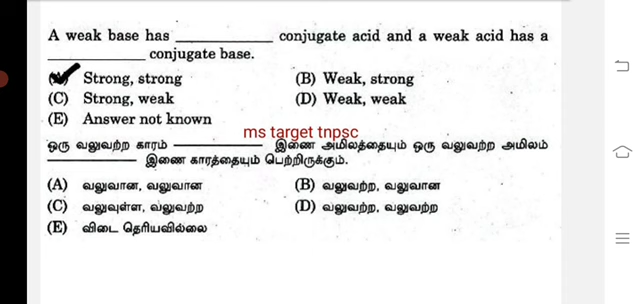 A weak base has __________ conjugate acid and a weak acid has a
__________ conjugate base.
Strong, strong (B) Weak, strong
(C) Strong, weak (D) Weak, weak
(E) Answer not known
ms target tnpsc
ஒரு வலுவற்ற காரம் __________ இணை அமிலத்தையும் ஒரு வலுவற்ற அமிலம்
__________ இணை காரத்தையும் பெற்றிருக்கும்.
(A) வலுவான, வலுவான (B) வலுவற்ற, வலுவான
(C) வலுவுள்ள, வலுவற்ற (D) வலுவற்ற, வலுவற்ற
(E) விடை தெரியவில்லை